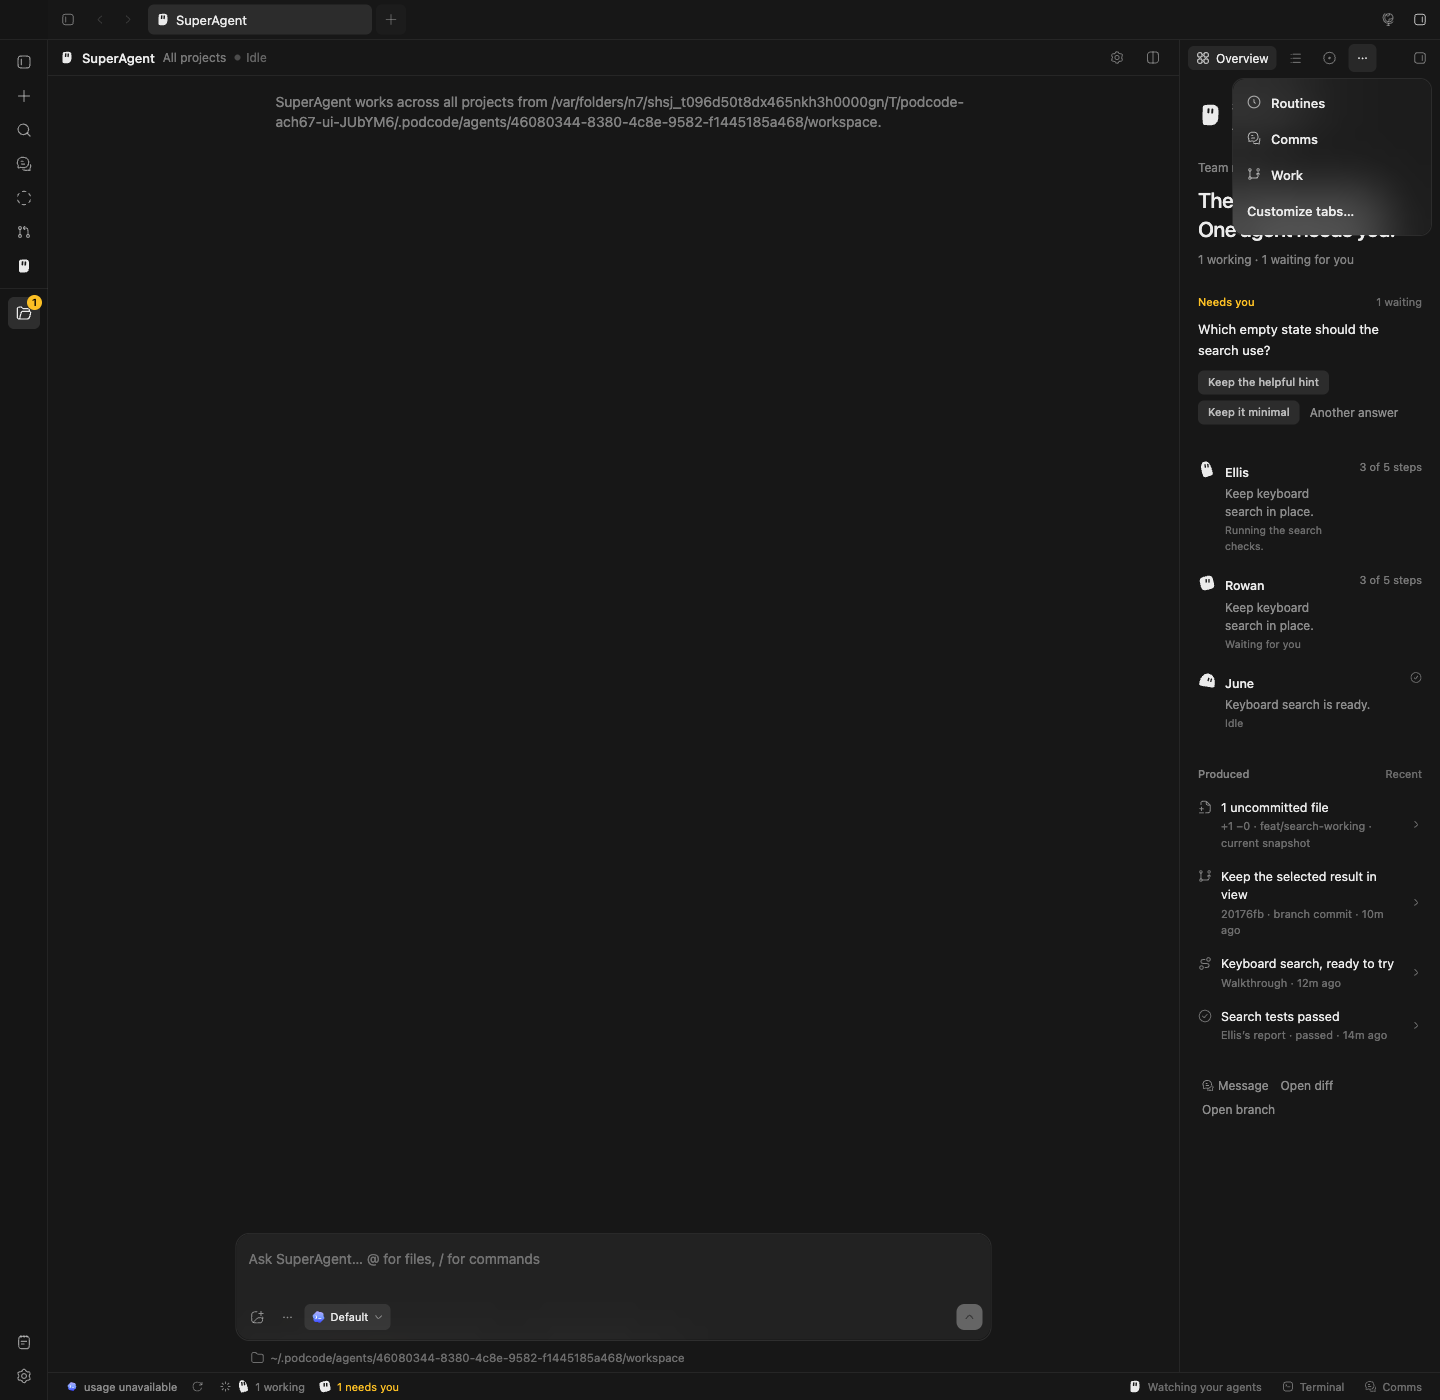 SuperAgent
SuperAgent All projects Idle
Overview
SuperAgent works across all projects from /var/folders/n7/shsj_t096d50t8dx465nkh3h0000gn/T/podcode-
ach67-ui-JUbYM6/.podcode/agents/46080344-8380-4c8e-9582-f1445185a468/workspace.
Routines
Comms
Work
Customize tabs...
Team
The
One agent needs you.
1 working · 1 waiting for you
1
Needs you 1 waiting
Which empty state should the
search use?
Keep the helpful hint
Keep it minimal Another answer
Ellis 3 of 5 steps
Keep keyboard
search in place.
Running the search
checks.
Rowan 3 of 5 steps
Keep keyboard
search in place.
Waiting for you
June
Keyboard search is ready.
Idle
Produced Recent
1 uncommitted file
+1 −0 · feat/search-working ·
current snapshot
Keep the selected result in
view
20176fb · branch commit · 10m
ago
Keyboard search, ready to try
Walkthrough · 12m ago
Search tests passed
Ellis's report · passed · 14m ago
Message Open diff
Open branch
Ask SuperAgent... @ for files, / for commands
Default
~/.podcode/agents/46080344-8380-4c8e-9582-f1445185a468/workspace
usage unavailable 1 working 1 needs you Watching your agents Terminal Comms